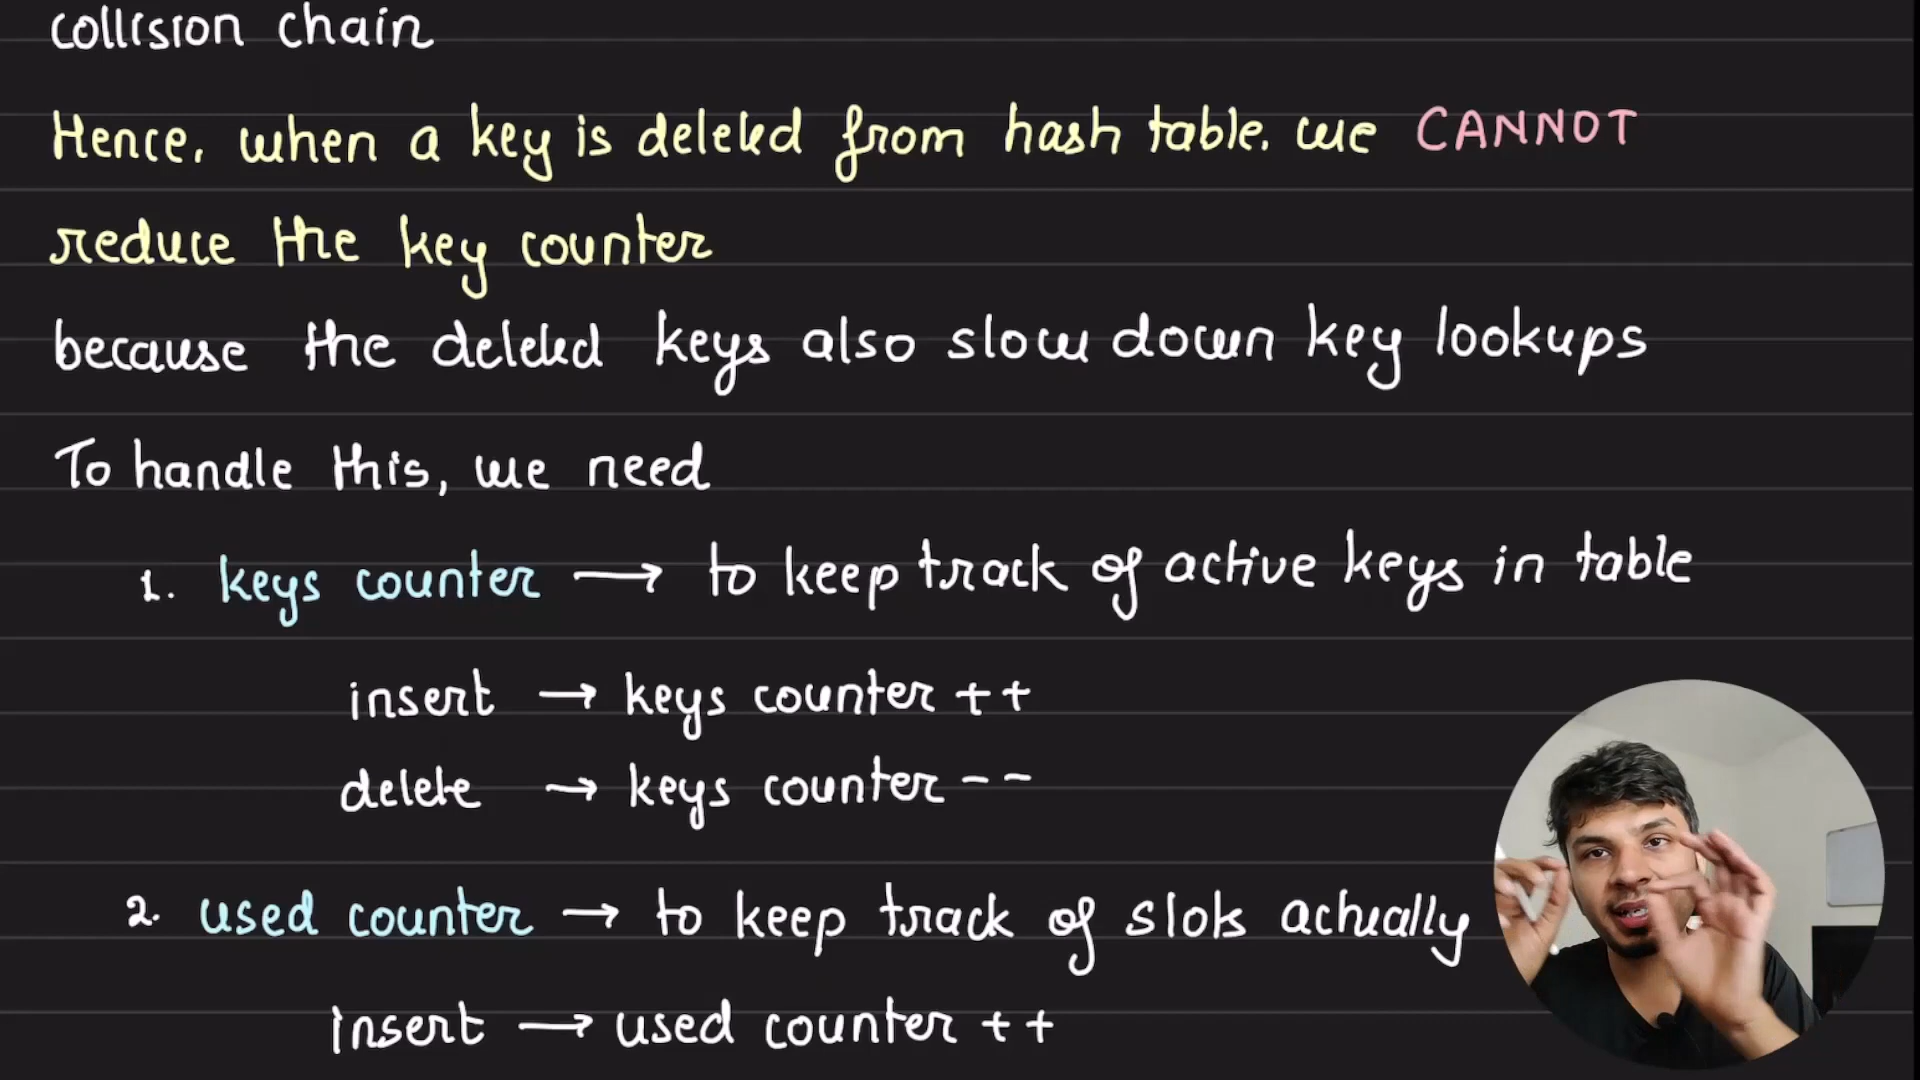 collision chain
Hence, when a key is deleted from hash table. we CANNOT
reduce the key counter
because the deleted keys also slow down key lookups
To handle this, we need
1. keys counter → to keep track of active keys in table
insert → keys counter ++
delete → keys counter --
2. used counter → to keep track of slots actually
insert → used counter ++